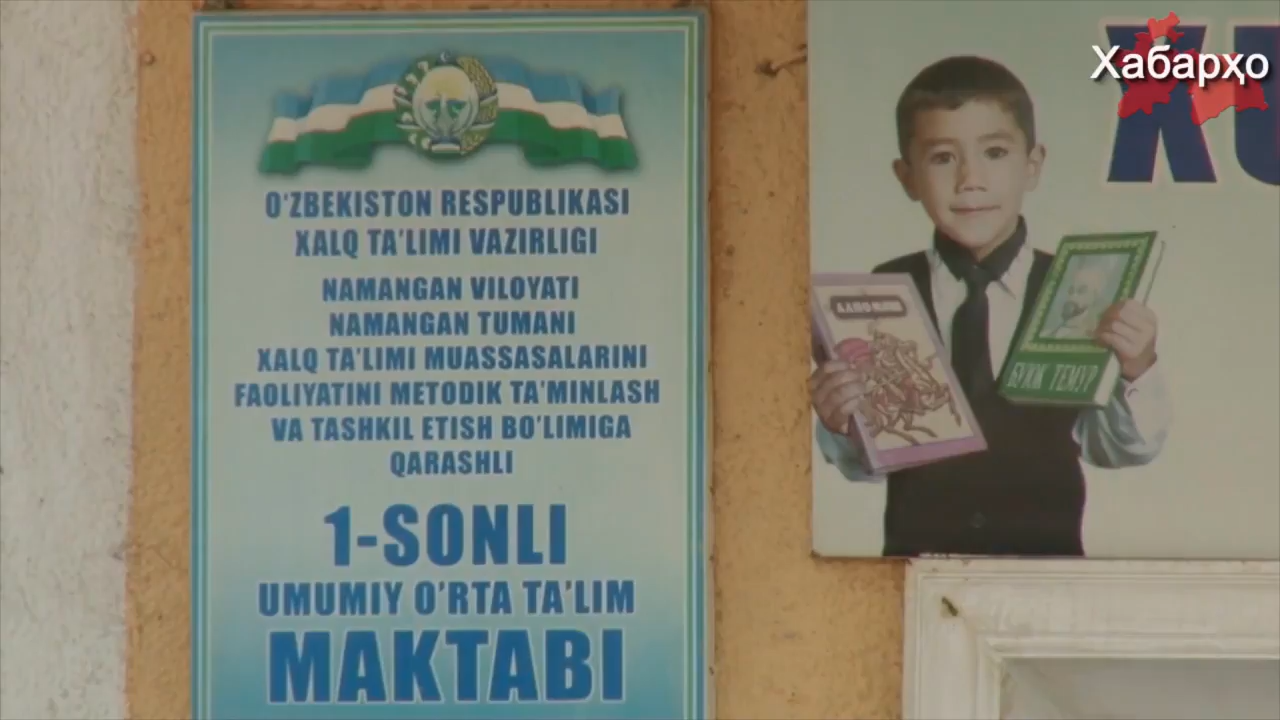 O'ZBEKISTON RESPUBLIKASI
XALQ TA'LIMI VAZIRLIGI
NAMANGAN VILOYATI
NAMANGAN TUMANI
XALQ TA'LIMI MUASSASALARINI
FAOLIYATINI METODIK TA'MINLASH
VA TASHKIL ETISH BO'LIMIGA
QARASHLI
1-SONLI
UMUMIY O'RTA TA'LIM
MAKTABI
Хабарҳо
БУЮК ТЕМУР